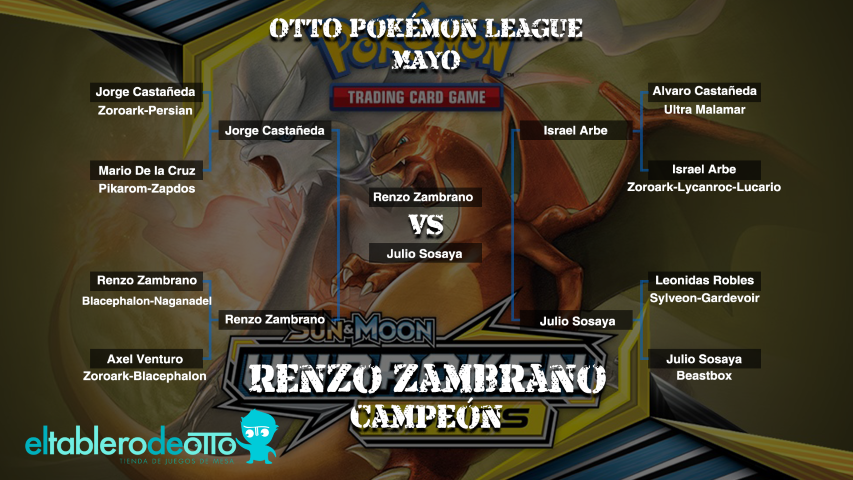 OTTO POKÉMON LEAGUE
MAYO
POKÉMON
TRADING CARD GAME
Jorge Castañeda
Zoroark-Persian
Jorge Castañeda
Mario De la Cruz
Pikarom-Zapdos
Renzo Zambrano
Blacephalon-Naganadel
Renzo Zambrano
Axel Venturo
Zoroark-Blacephalon
Renzo Zambrano
VS
Julio Sosaya
Alvaro Castañeda
Ultra Malamar
Israel Arbe
Israel Arbe
Zoroark-Lycanroc-Lucario
Leonidas Robles
Sylveon-Gardevoir
Julio Sosaya
Julio Sosaya
Beastbox
SUN & MOON
RENZO ZAMBRANO
CAMPEÓN
eltablerodeOTTO
TIENDA DE JUEGOS DE MESA